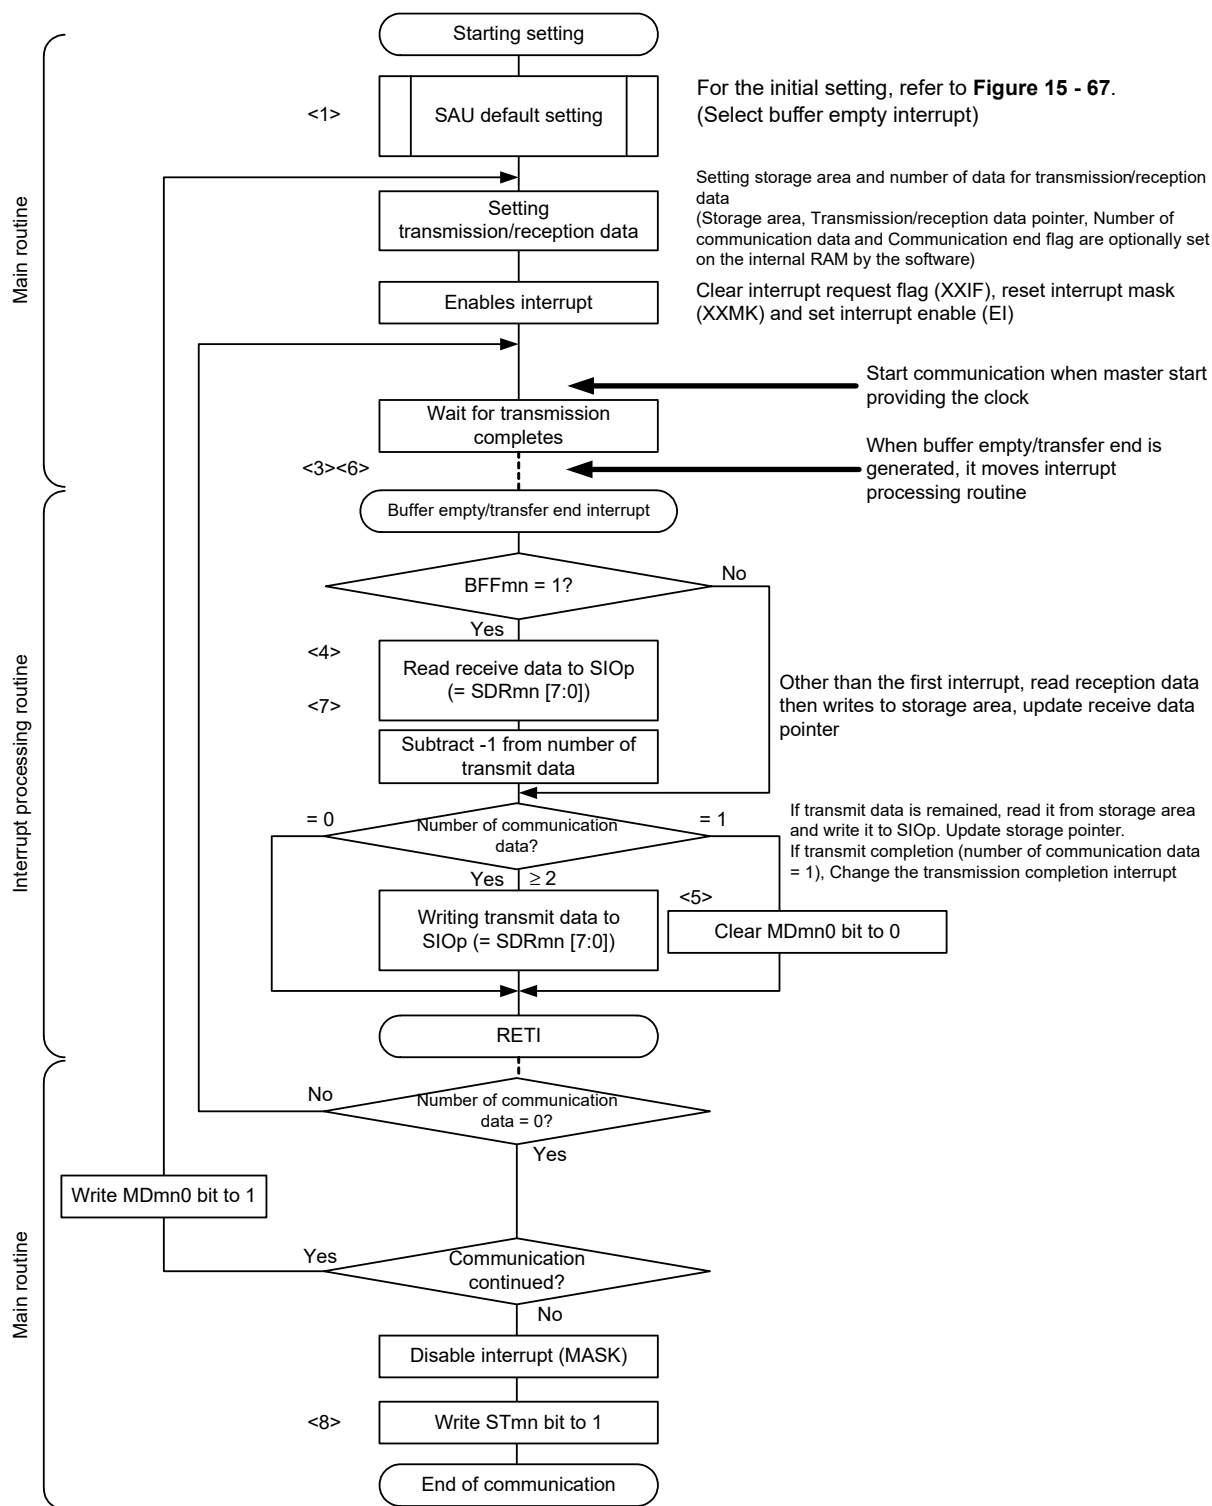 Starting setting
<1>
SAU default setting
For the initial setting, refer to Figure 15 - 67.
(Select buffer empty interrupt)
Main routine
Setting
transmission/reception data
Setting storage area and number of data for transmission/reception
data
(Storage area, Transmission/reception data pointer, Number of
communication data and Communication end flag are optionally set
on the internal RAM by the software)
Enables interrupt
Clear interrupt request flag (XXIF), reset interrupt mask
(XXMK) and set interrupt enable (EI)
Start communication when master start
providing the clock
Wait for transmission
completes
<3><6>
When buffer empty/transfer end is
generated, it moves interrupt
processing routine
Buffer empty/transfer end interrupt
Interrupt processing routine
BFFmn = 1?
No
Yes
<4>
Read receive data to SIOp
(= SDRmn [7:0])
<7>
Other than the first interrupt, read reception data
then writes to storage area, update receive data
pointer
Subtract -1 from number of
transmit data
= 0
Number of communication
data?
= 1
If transmit data is remained, read it from storage area
and write it to SIOp. Update storage pointer.
If transmit completion (number of communication data
= 1), Change the transmission completion interrupt
Yes
≥ 2
<5>
Writing transmit data to
SIOp (= SDRmn [7:0])
Clear MDmn0 bit to 0
RETI
No
Number of communication
data = 0?
Yes
Write MDmn0 bit to 1
Main routine
Yes
Communication
continued?
No
Disable interrupt (MASK)
<8>
Write STmn bit to 1
End of communication